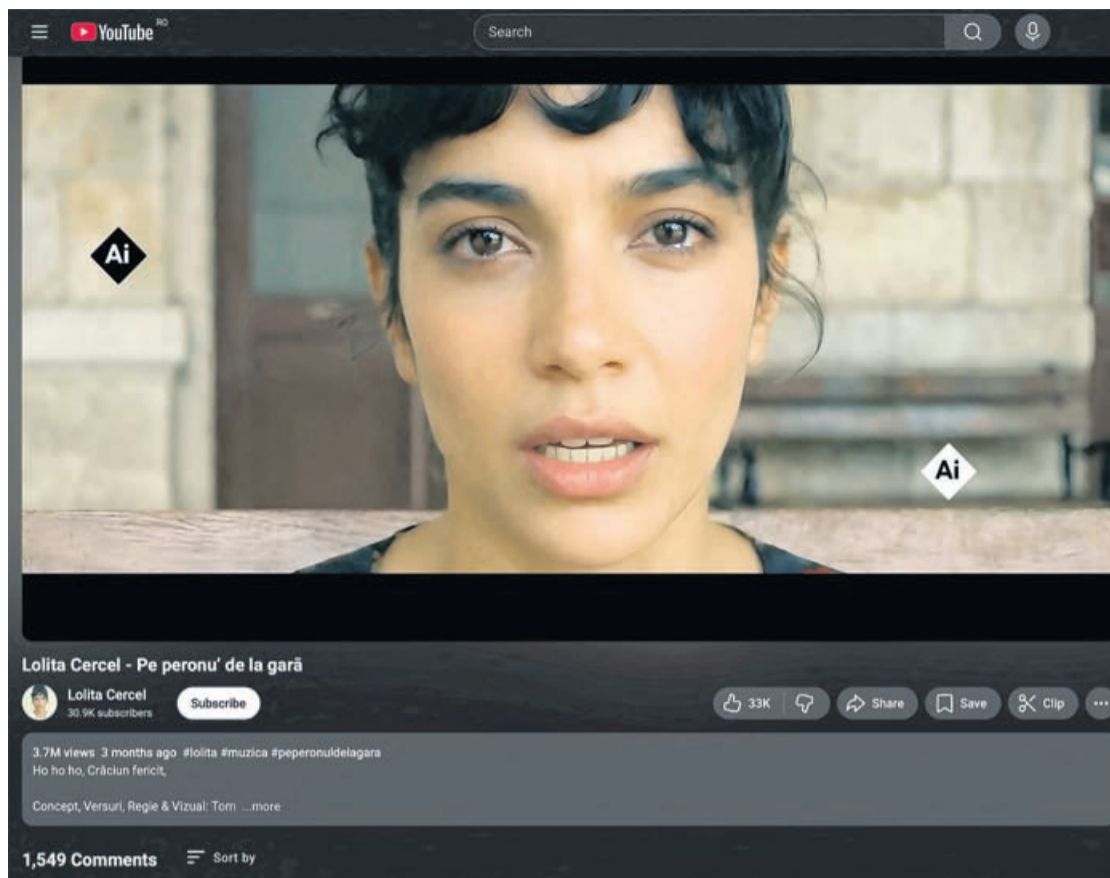 YouTube RO
Search
Ai
Ai
Lolita Cercel - Pe peronu' de la gară
Lolita Cercel
30.9K subscribers
Subscribe
33K
Share
Save
Clip
3.7M views 3 months ago #lolita #muzica #peperonuldelagara
Ho ho ho, Crăciun fericit,
Concept, Versuri, Regie & Vizual: Tom ...more
1,549 Comments
Sort by